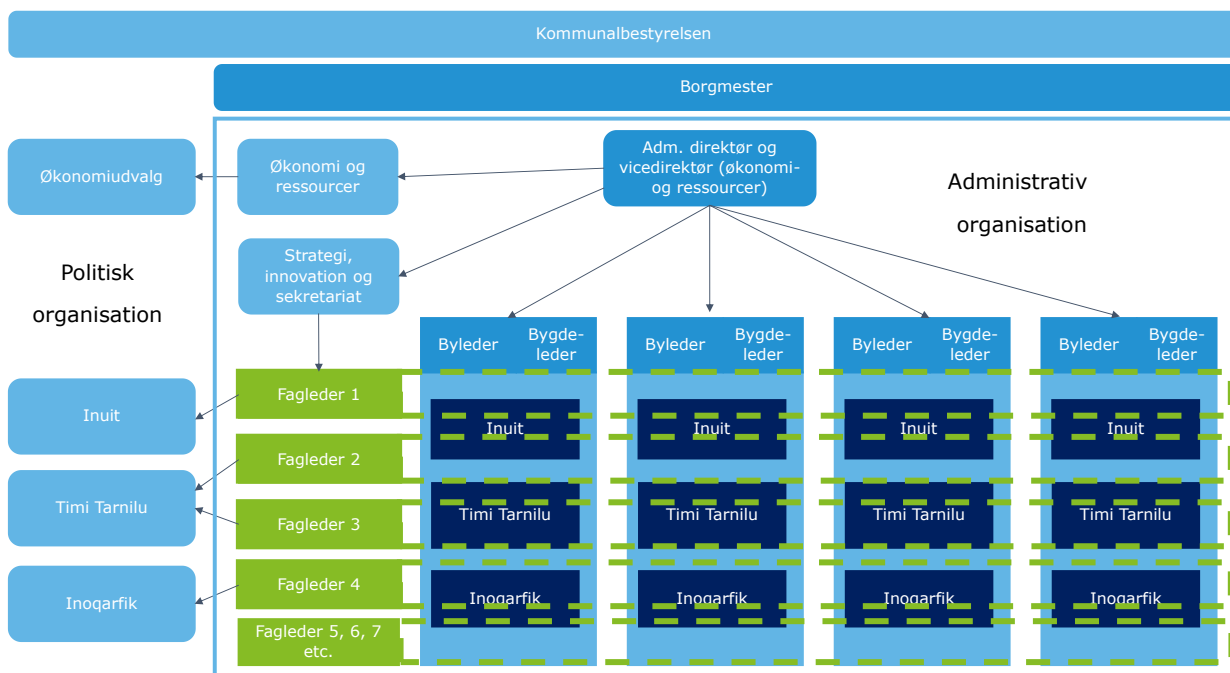 Kommunalbestyrelsen
Borgmester
Økonomiudvalg
Økonomi og
ressourcer
Adm. direktør og
vicedirektør (økonomi-
og ressourcer)
Administrativ
organisation
Strategi,
innovation og
sekretariat
Politisk
organisation
Byleder
Bygde-
leder
Byleder
Bygde-
leder
Byleder
Bygde-
leder
Byleder
Bygde-
leder
Inuit
Timi Tarnilu
Inoqarfik
Fagleder 1
Fagleder 2
Fagleder 3
Fagleder 4
Fagleder 5, 6, 7
etc.
Inuit
Timi Tarnilu
Inoqarfik
Inuit
Timi Tarnilu
Inoqarfik
Inuit
Timi Tarnilu
Inoqarfik
Inuit
Timi Tarnilu
Inoqarfik